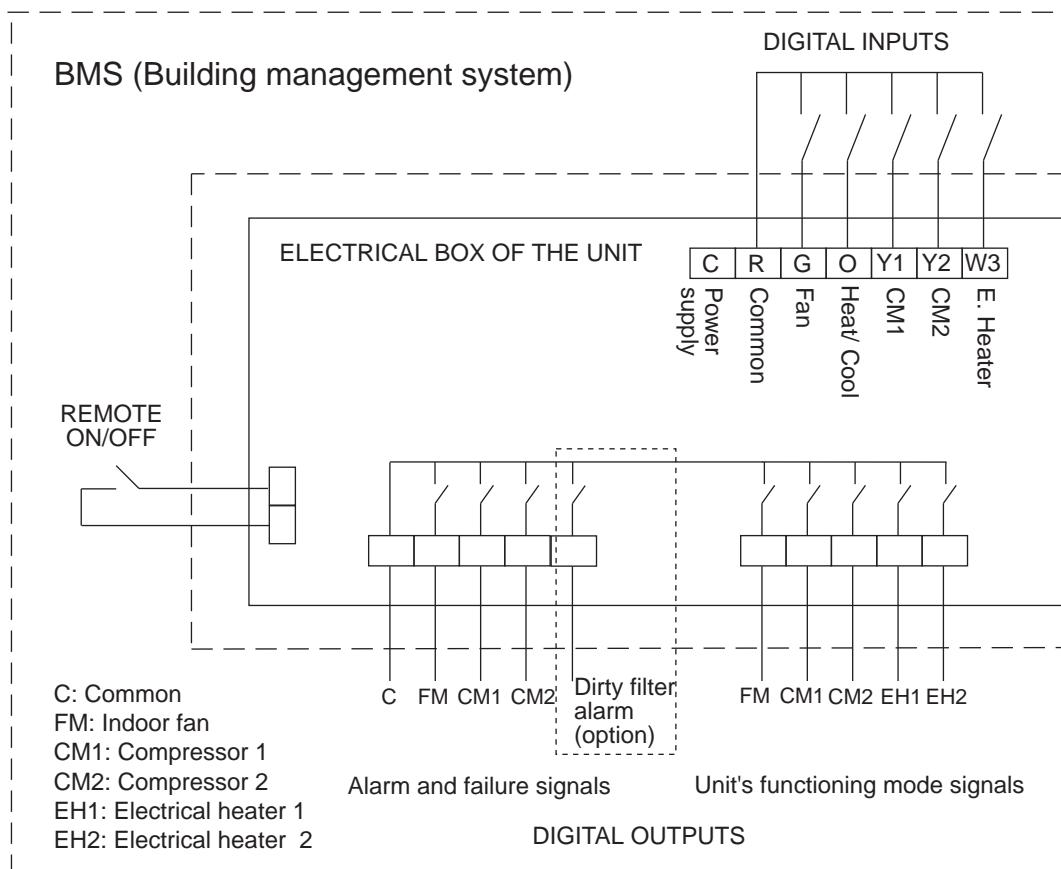 DIGITAL INPUTS
BMS (Building management system)
ELECTRICAL BOX OF THE UNIT
C R G O Y1 Y2 W3
Power
supply
Common
Fan
Heat/ Cool
CM1
CM2
E. Heater
REMOTE
ON/OFF
C FM CM1 CM2
Dirty filter
alarm
(option)
FM CM1 CM2 EH1 EH2
C: Common
FM: Indoor fan
CM1: Compressor 1
CM2: Compressor 2
EH1: Electrical heater 1
EH2: Electrical heater 2
Alarm and failure signals
Unit's functioning mode signals
DIGITAL OUTPUTS